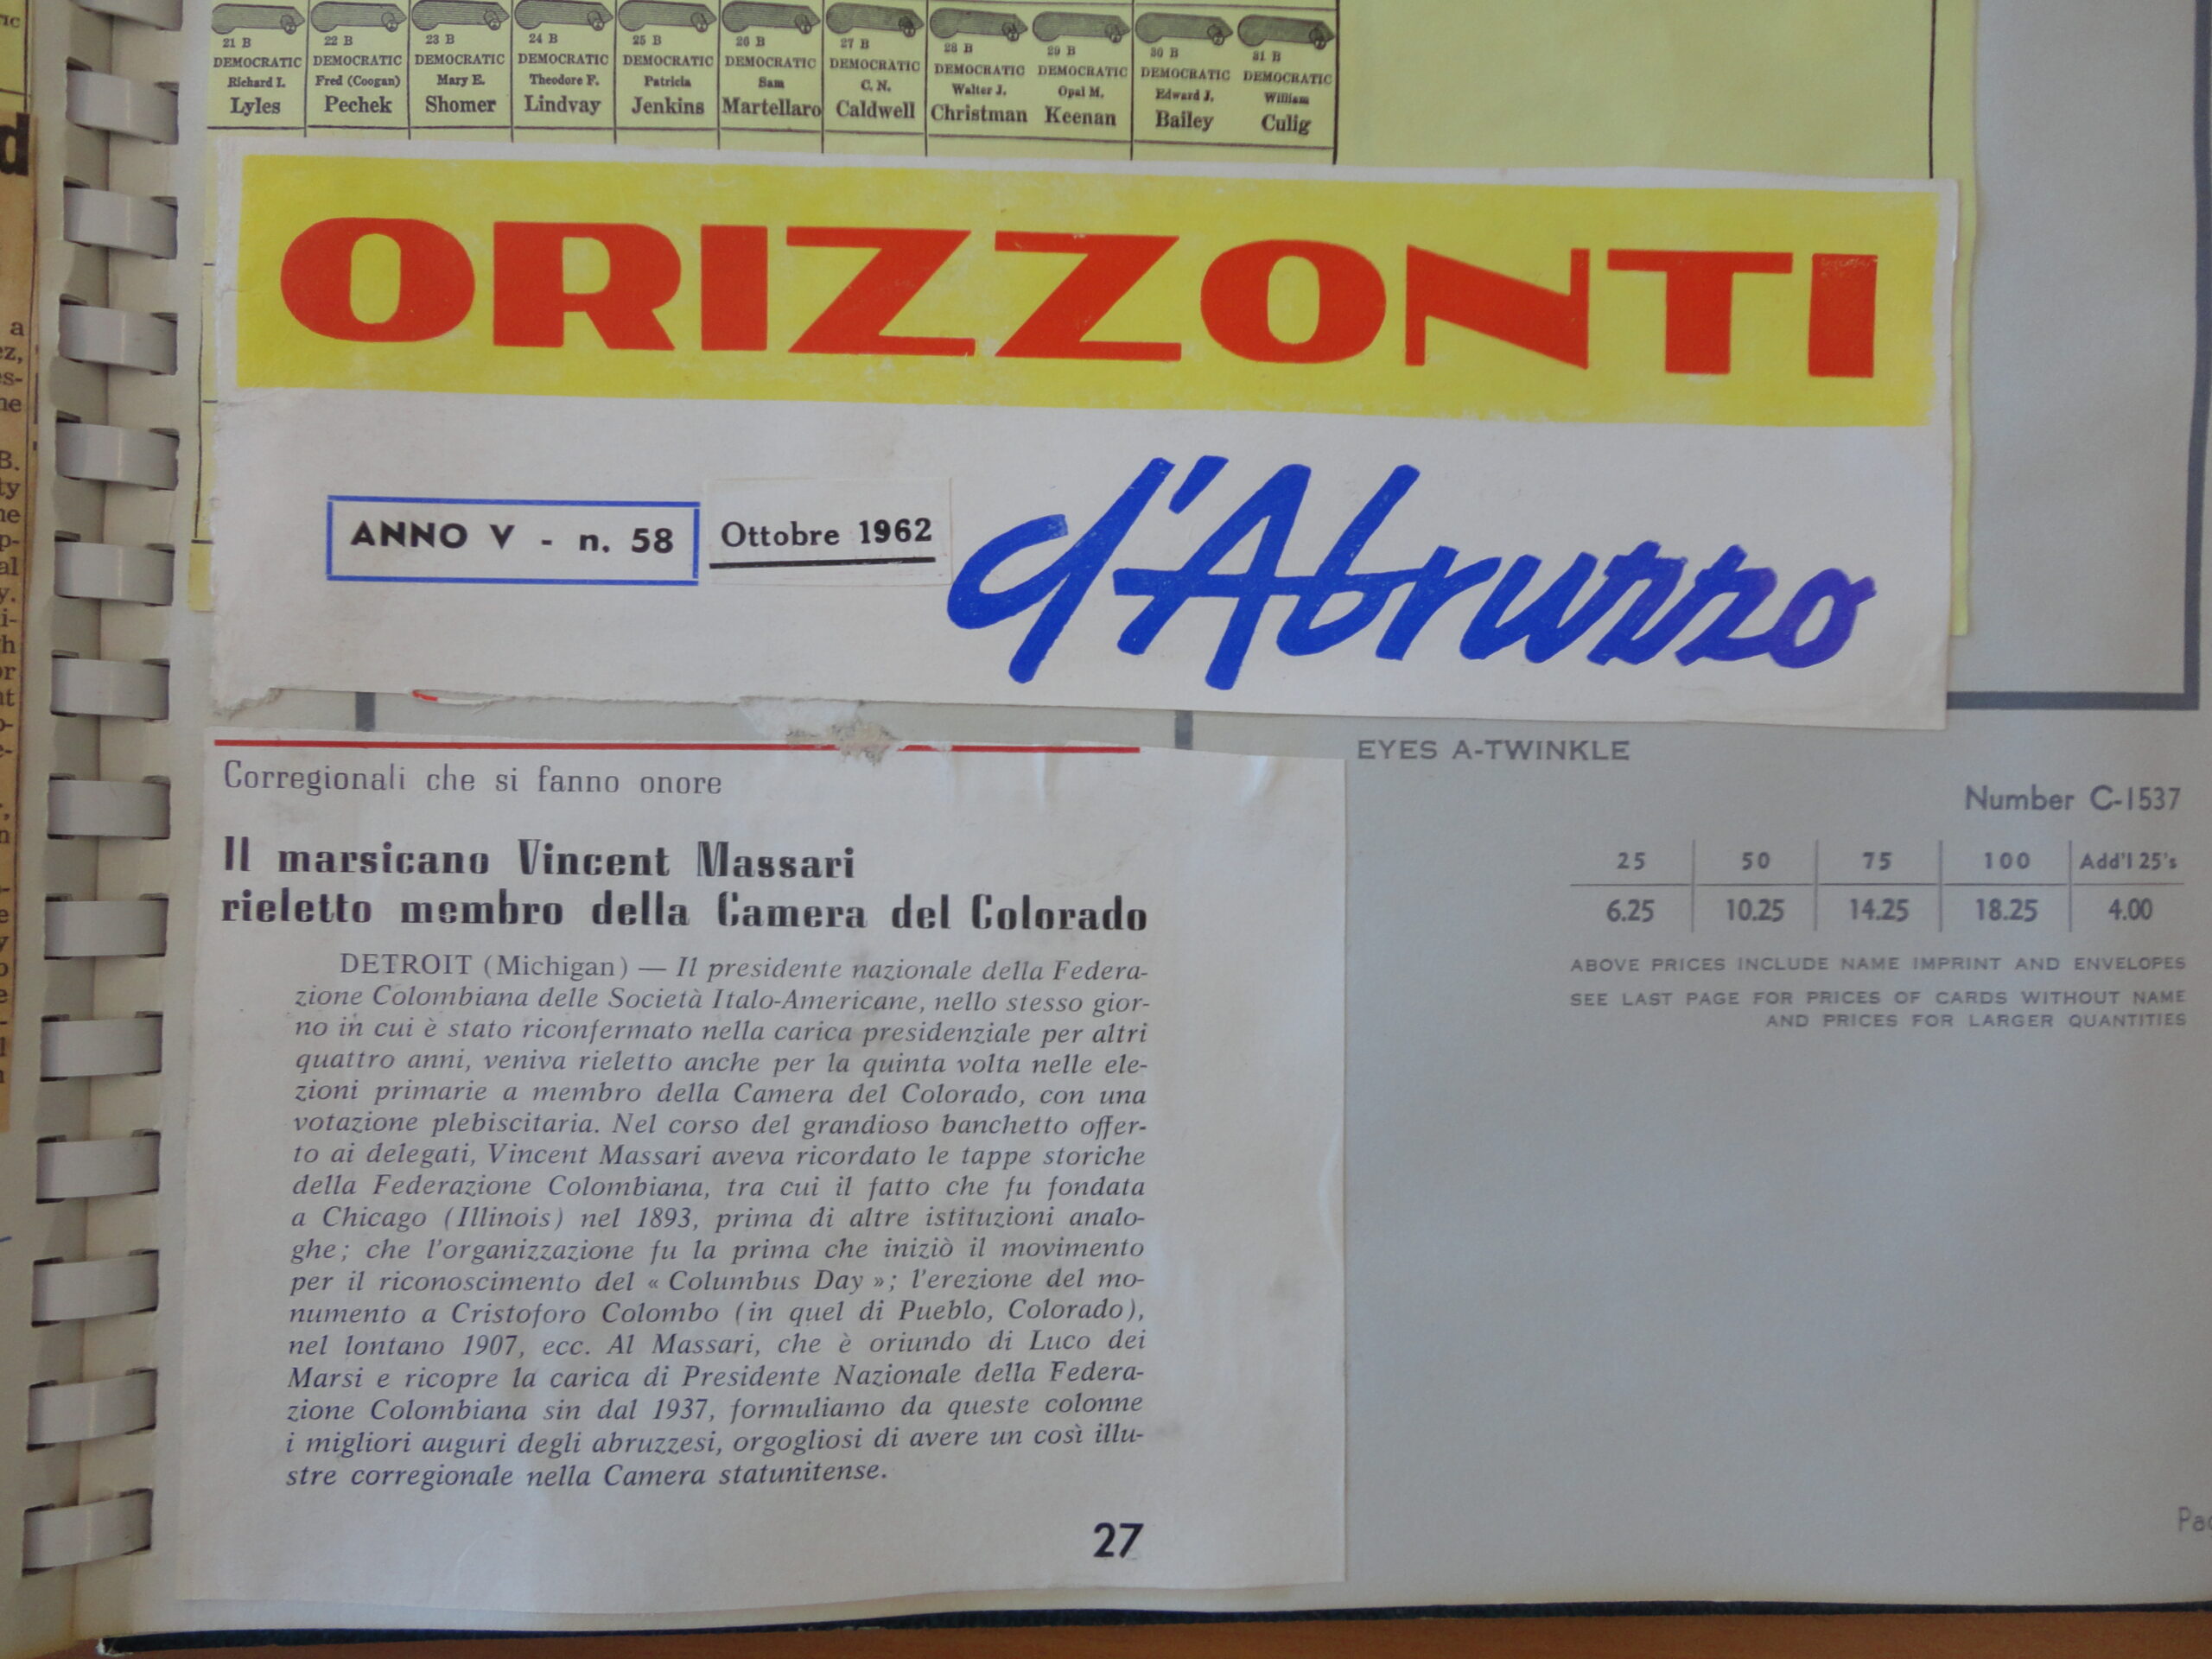 21 B 22 B 23 B 24 B 25 B 26 B 27 B 28 B 29 B 30 B 31 B
DEMOCRATIC DEMOCRATIC DEMOCRATIC DEMOCRATIC DEMOCRATIC DEMOCRATIC DEMOCRATIC DEMOCRATIC DEMOCRATIC DEMOCRATIC DEMOCRATIC
Richard I. Fred (Coogan) Mary E. Theodore F. Patricia Sam C. N. Walter J. Opal M. Edward J. William
Lyles Pechek Shomer Lindvay Jenkins Martellaro Caldwell Christman Keenan Bailey Culig
ORIZZONTI
d'Abruzzo
ANNO V - n. 58 Ottobre 1962
Corregionali che si fanno onore
Il marsicano Vincent Massari
rieletto membro della Camera del Colorado
DETROIT (Michigan) — Il presidente nazionale della Federa-
zione Colombiana delle Società Italo-Americane, nello stesso gior-
no in cui è stato riconfermato nella carica presidenziale per altri
quattro anni, veniva rieletto anche per la quinta volta nelle ele-
zioni primarie a membro della Camera del Colorado, con una
votazione plebiscitaria. Nel corso del grandioso banchetto offer-
to ai delegati, Vincent Massari aveva ricordato le tappe storiche
della Federazione Colombiana, tra cui il fatto che fu fondata
a Chicago (Illinois) nel 1893, prima di altre istituzioni analo-
ghe; che l'organizzazione fu la prima che iniziò il movimento
per il riconoscimento del « Columbus Day »; l'erezione del mo-
numento a Cristoforo Colombo (in quel di Pueblo, Colorado),
nel lontano 1907, ecc. Al Massari, che è oriundo di Luco dei
Marsi e ricopre la carica di Presidente Nazionale della Federa-
zione Colombiana sin dal 1937, formuliamo da queste colonne
i migliori auguri degli abruzzesi, orgogliosi di avere un così illu-
stre corregionale nella Camera statunitense.
27
EYES A-TWINKLE
Number C-1537
25 50 75 100 Add'l 25's
6.25 10.25 14.25 18.25 4.00
ABOVE PRICES INCLUDE NAME IMPRINT AND ENVELOPES
SEE LAST PAGE FOR PRICES OF CARDS WITHOUT NAME
AND PRICES FOR LARGER QUANTITIES